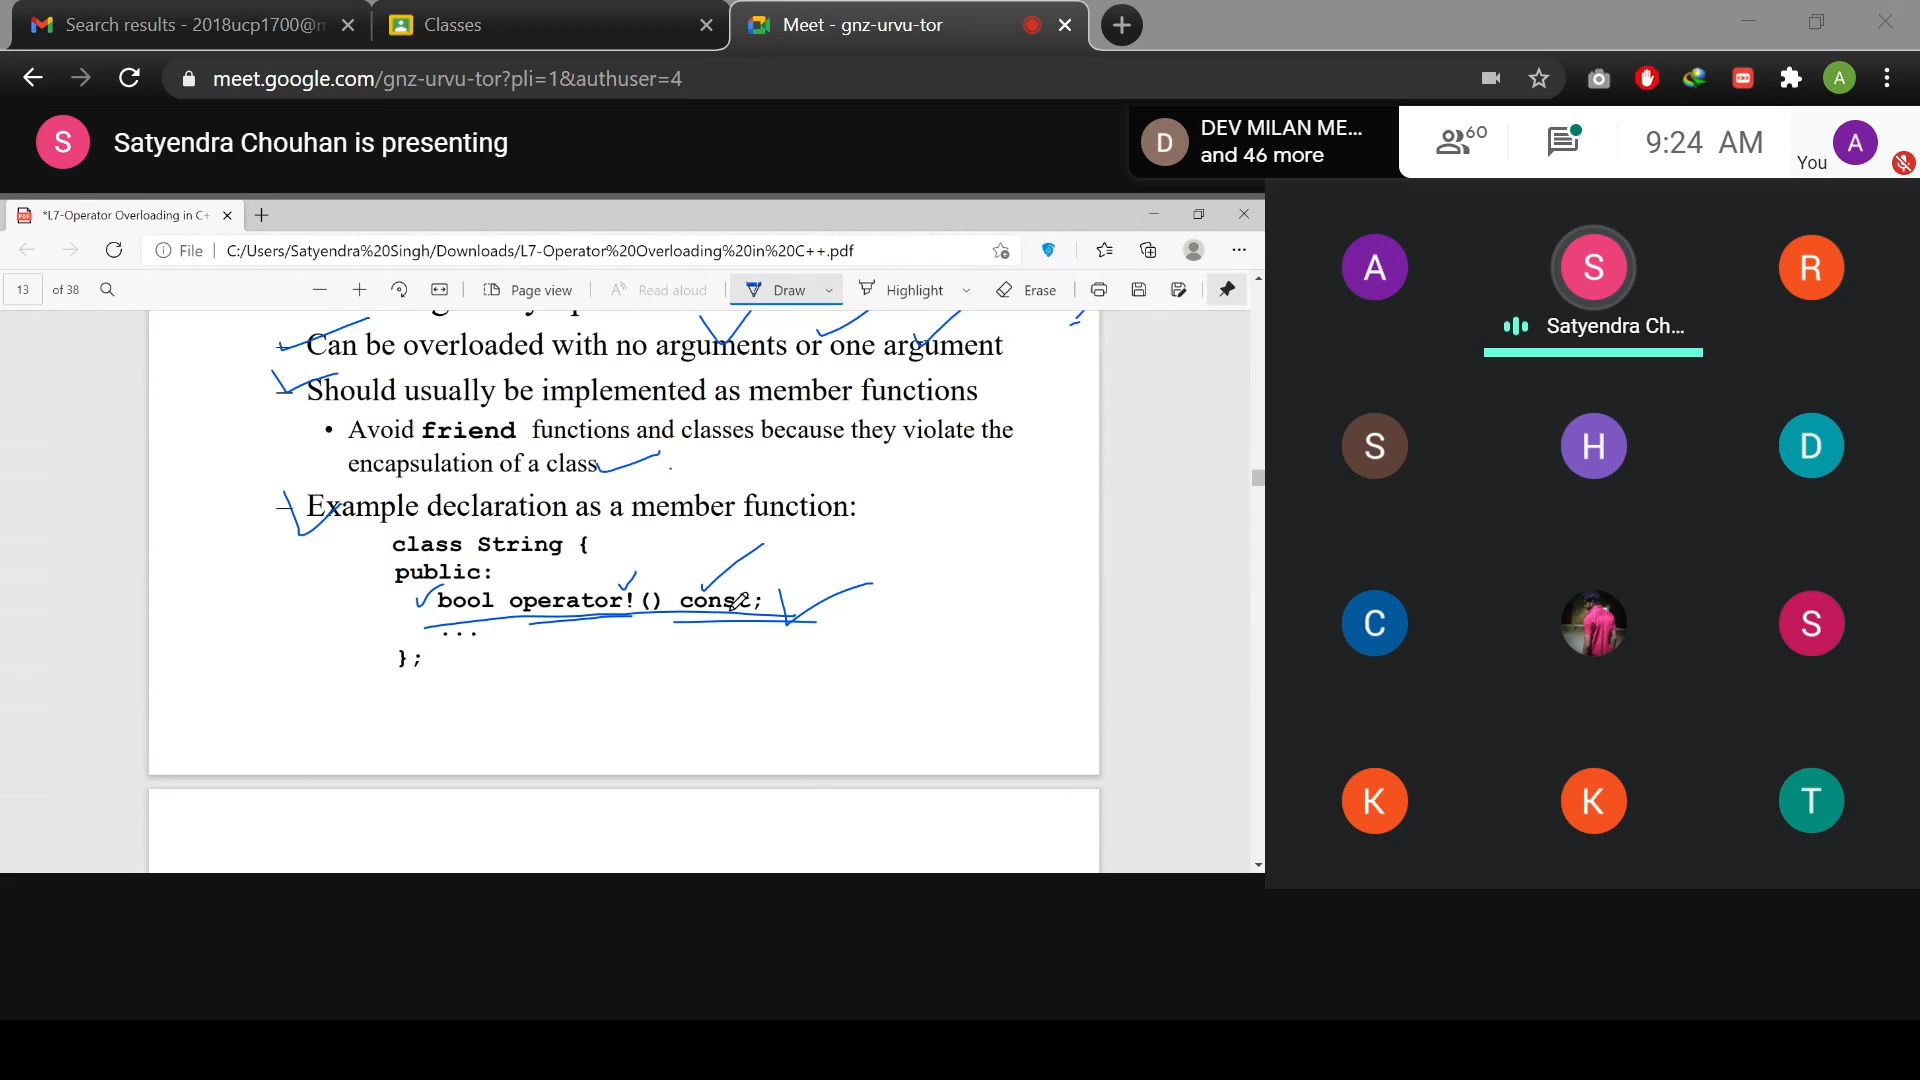 Search results - 2018ucp1700@m
Classes
Meet - gnz-urvu-tor
meet.google.com/gnz-urvu-tor?pli=1&authuser=4
A
S
Satyendra Chouhan is presenting
D
DEV MILAN ME...
and 46 more
60
9:24 AM
You
A
*L7-Operator Overloading in C+
File
C:/Users/Satyendra%20Singh/Downloads/L7-Operator%20Overloading%20in%20C++.pdf
13 of 38
Page view
Read aloud
Draw
Highlight
Erase
– Can be overloaded with no arguments or one argument
– Should usually be implemented as member functions
• Avoid friend functions and classes because they violate the
encapsulation of a class
– Example declaration as a member function:
class String {
public:
bool operator!() const;
...
};
A
S
R
Satyendra Ch...
S
H
D
C
S
K
K
T